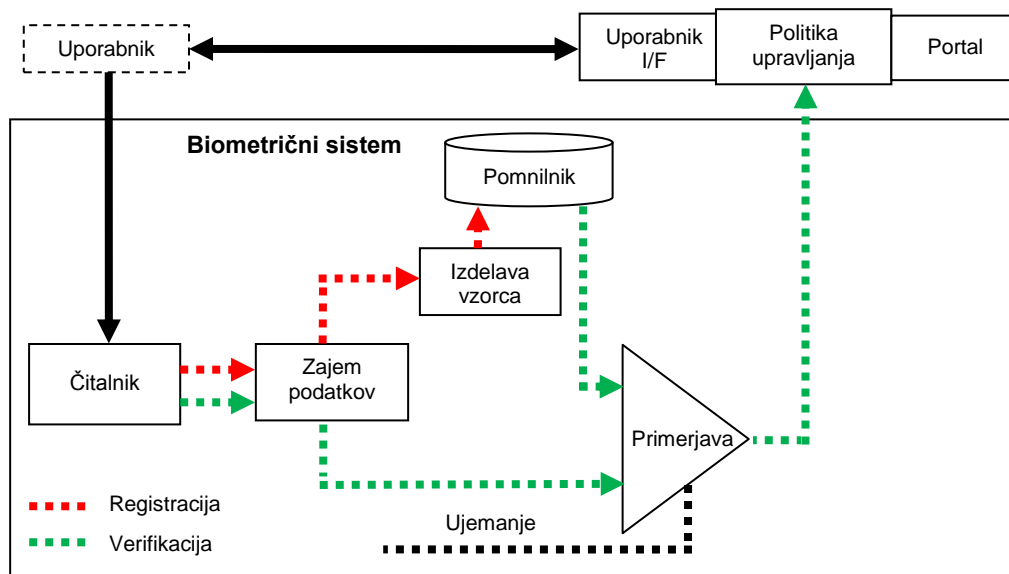 Uporabnik
Uporabnik
I/F
Politika
upravljanja
Portal
Biometrični sistem
Pomnilnik
Izdelava
vzorca
Čitalnik
Zajem
podatkov
Primerjava
Registracija
Ujemanje
Verifikacija